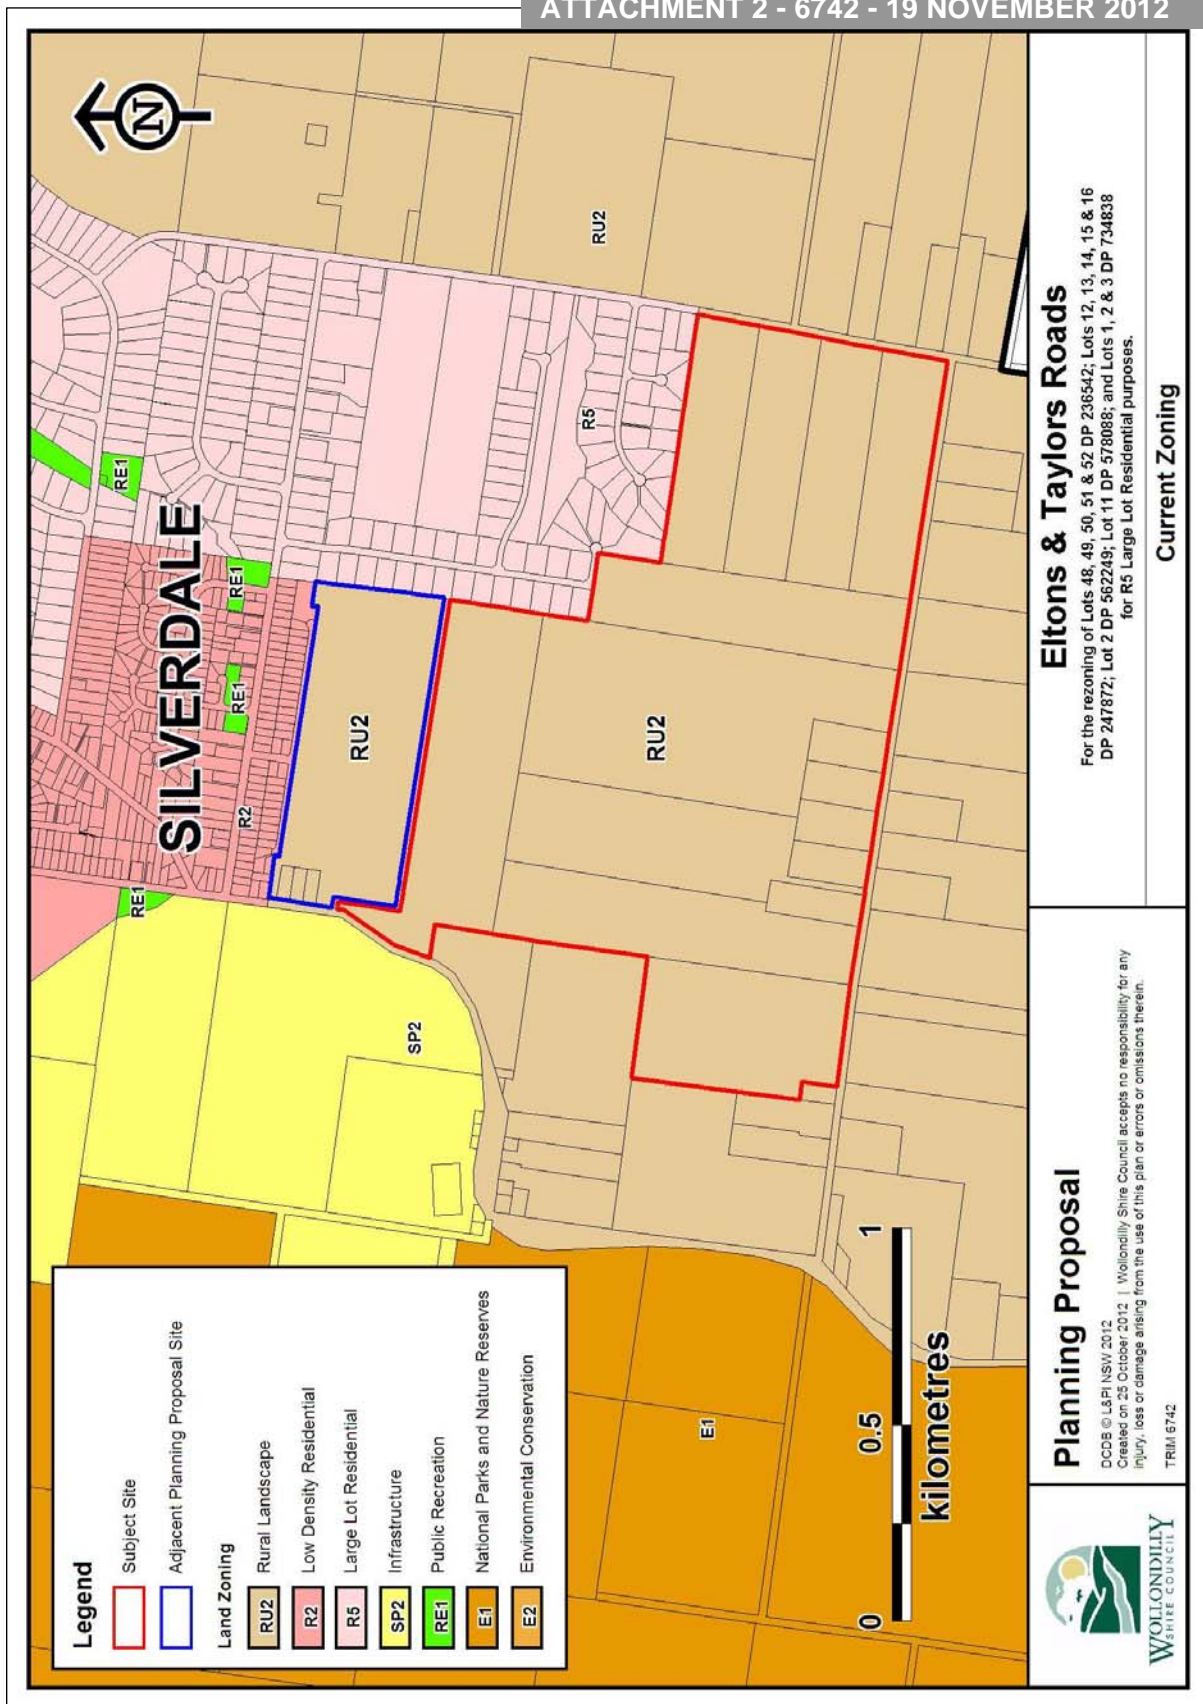 ATTACHMENT 2 - 6742 - 19 NOVEMBER 2012
N
SILVERDALE
RE1
RE1
RE1
RE1
R2
R5
RU2
RU2
RU2
SP2
E1
Legend
Subject Site
Adjacent Planning Proposal Site
Land Zoning
RU2 Rural Landscape
R2 Low Density Residential
R5 Large Lot Residential
SP2 Infrastructure
RE1 Public Recreation
E1 National Parks and Nature Reserves
E2 Environmental Conservation
0 0.5 1
kilometres
WOLLONDILLY
SHIRE COUNCIL
Planning Proposal
DCDB © L&PI NSW 2012
Created on 25 October 2012 | Wollondilly Shire Council accepts no responsibility for any
injury, loss or damage arising from the use of this plan or errors or omissions therein.
TRIM 6742
Eltons & Taylors Roads
For the rezoning of Lots 48, 49, 50, 51 & 52 DP 236542; Lots 12, 13, 14, 15 & 16
DP 247872; Lot 2 DP 562249; Lot 11 DP 578088; and Lots 1, 2 & 3 DP 734838
for R5 Large Lot Residential purposes.
Current Zoning